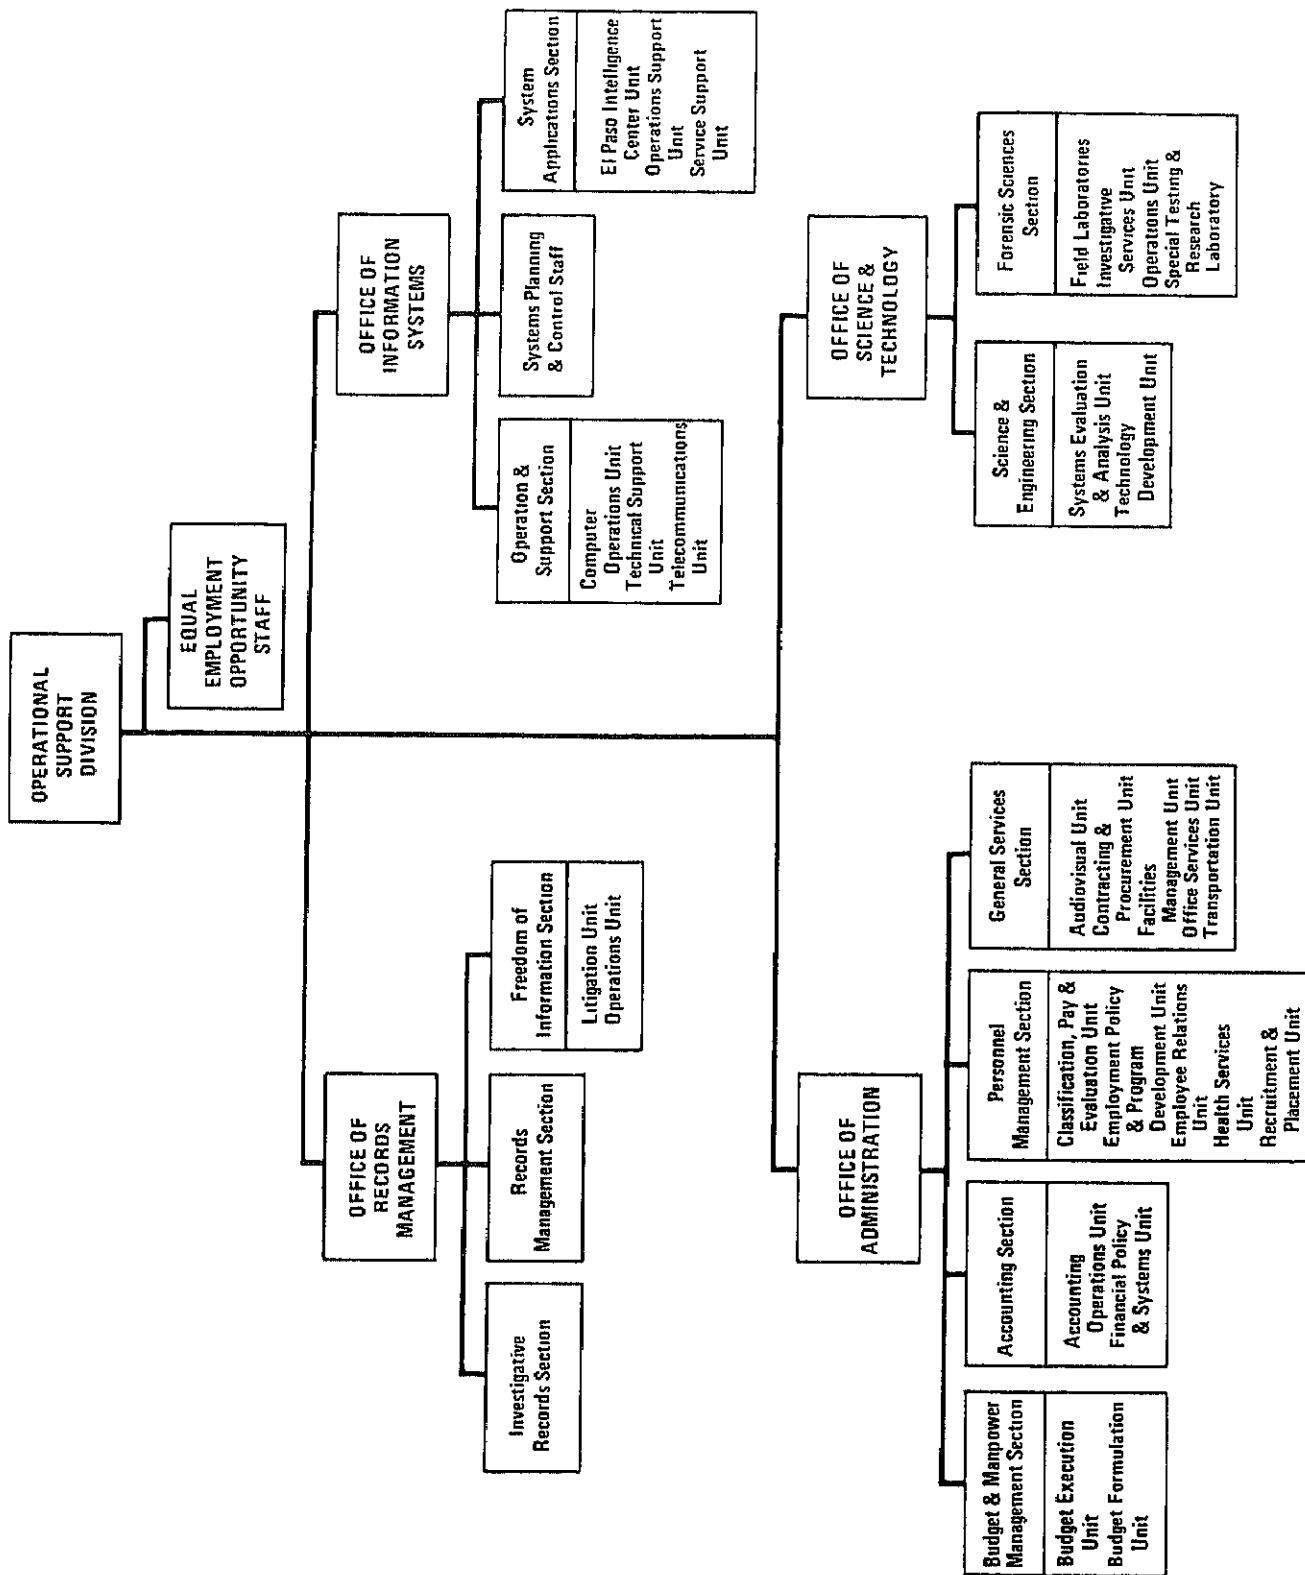 OPERATIONAL
SUPPORT
DIVISION
EQUAL
EMPLOYMENT
OPPORTUNITY
STAFF
OFFICE OF
RECORDS
MANAGEMENT
Investigative
Records Section
Records
Management Section
Freedom of
Information Section
Litigation Unit
Operations Unit
OFFICE OF
INFORMATION
SYSTEMS
Operation &
Support Section
Computer
Operations Unit
Technical Support
Unit
Telecommunications
Unit
Systems Planning
& Control Staff
System
Applications Section
El Paso Intelligence
Center Unit
Operations Support
Unit
Service Support
Unit
OFFICE OF
ADMINISTRATION
Budget & Manpower
Management Section
Budget Execution
Unit
Budget Formulation
Unit
Accounting Section
Accounting
Operations Unit
Financial Policy
& Systems Unit
Personnel
Management Section
Classification, Pay &
Evaluation Unit
Employment Policy
& Program
Development Unit
Employee Relations
Unit
Health Services
Unit
Recruitment &
Placement Unit
General Services
Section
Audiovisual Unit
Contracting &
Procurement Unit
Facilities
Management Unit
Office Services Unit
Transportation Unit
OFFICE OF
SCIENCE &
TECHNOLOGY
Science &
Engineering Section
Systems Evaluation
& Analysis Unit
Technology
Development Unit
Forensic Sciences
Section
Field Laboratories
Investigative
Services Unit
Operations Unit
Special Testing &
Research
Laboratory